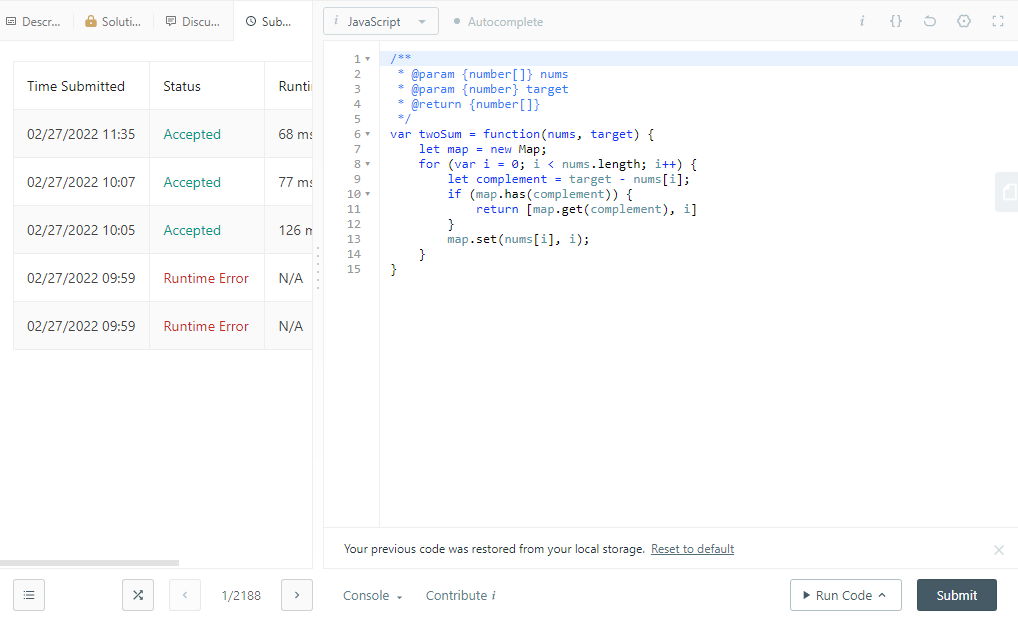 Descr... Soluti... Discu... Sub...
Time Submitted Status Runti
02/27/2022 11:35 Accepted 68 ms
02/27/2022 10:07 Accepted 77 ms
02/27/2022 10:05 Accepted 126 m
02/27/2022 09:59 Runtime Error N/A
02/27/2022 09:59 Runtime Error N/A
1/2188
i JavaScript Autocomplete i {}
1 /**
2 * @param {number[]} nums
3 * @param {number} target
4 * @return {number[]}
5 */
6 var twoSum = function(nums, target) {
7 let map = new Map;
8 for (var i = 0; i < nums.length; i++) {
9 let complement = target - nums[i];
10 if (map.has(complement)) {
11 return [map.get(complement), i]
12 }
13 map.set(nums[i], i);
14 }
15 }
Your previous code was restored from your local storage. Reset to default
Console Contribute i Run Code Submit